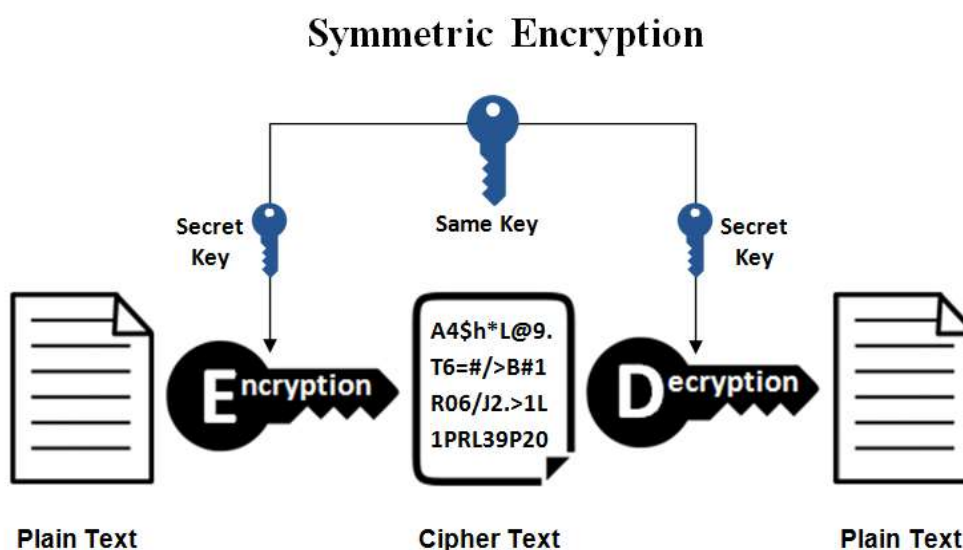 Symmetric Encryption
Secret
Key
Same Key
Secret
Key
Encryption
A4$h*L@9.
T6=#/>B#1
R06/J2.>1L
1PRL39P20
Decryption
Plain Text
Cipher Text
Plain Text